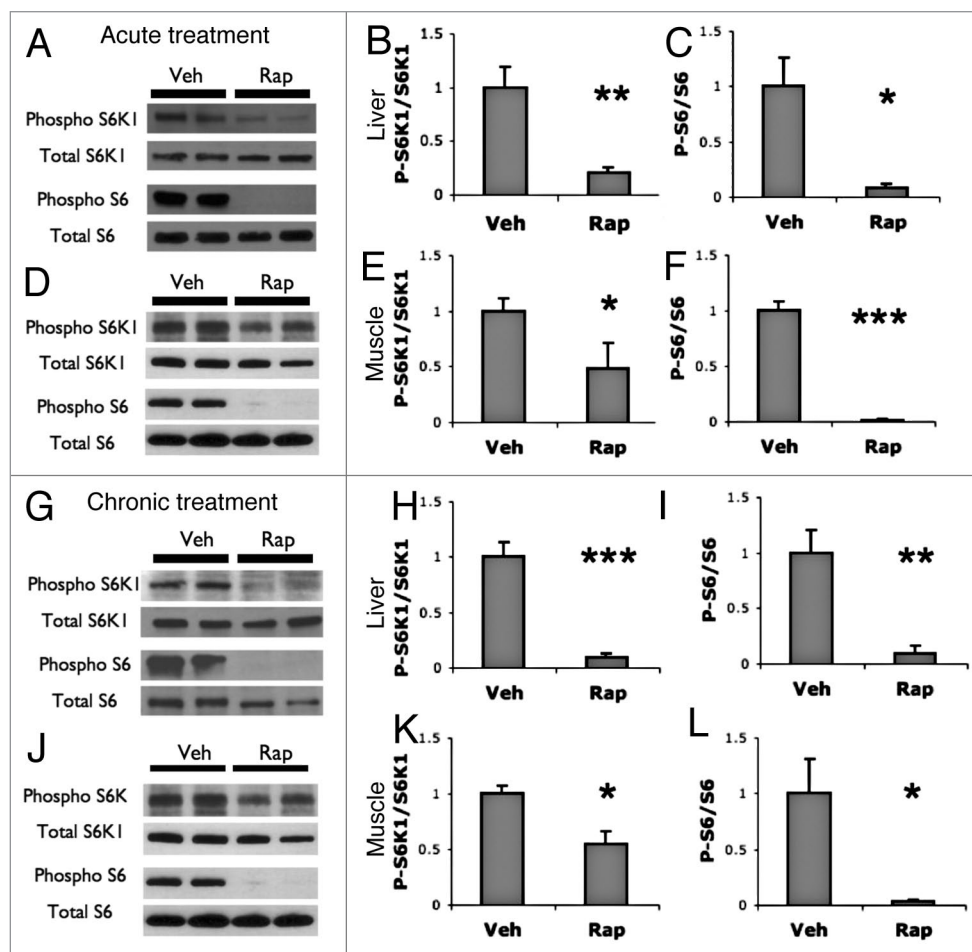 A
Acute treatment
Veh Rap
Phospho S6K1
Total S6K1
Phospho S6
Total S6
B
Liver
P-S6K1/S6K1
1.5
1
0.5
0
**
Veh Rap
C
P-S6/S6
1.5
1
0.5
0
*
Veh Rap
D
Veh Rap
Phospho S6K1
Total S6K1
Phospho S6
Total S6
E
Muscle
P-S6K1/S6K1
1.5
1
0.5
0
*
Veh Rap
F
P-S6/S6
1.5
1
0.5
0
***
Veh Rap
G
Chronic treatment
Veh Rap
Phospho S6K1
Total S6K1
Phospho S6
Total S6
H
Liver
P-S6K1/S6K1
1.5
1
0.5
0
***
Veh Rap
I
P-S6/S6
1.5
1
0.5
0
**
Veh Rap
J
Veh Rap
Phospho S6K
Total S6K1
Phospho S6
Total S6
K
Muscle
P-S6K1/S6K1
1.5
1
0.5
0
*
Veh Rap
L
P-S6/S6
1.5
1
0.5
0
*
Veh Rap